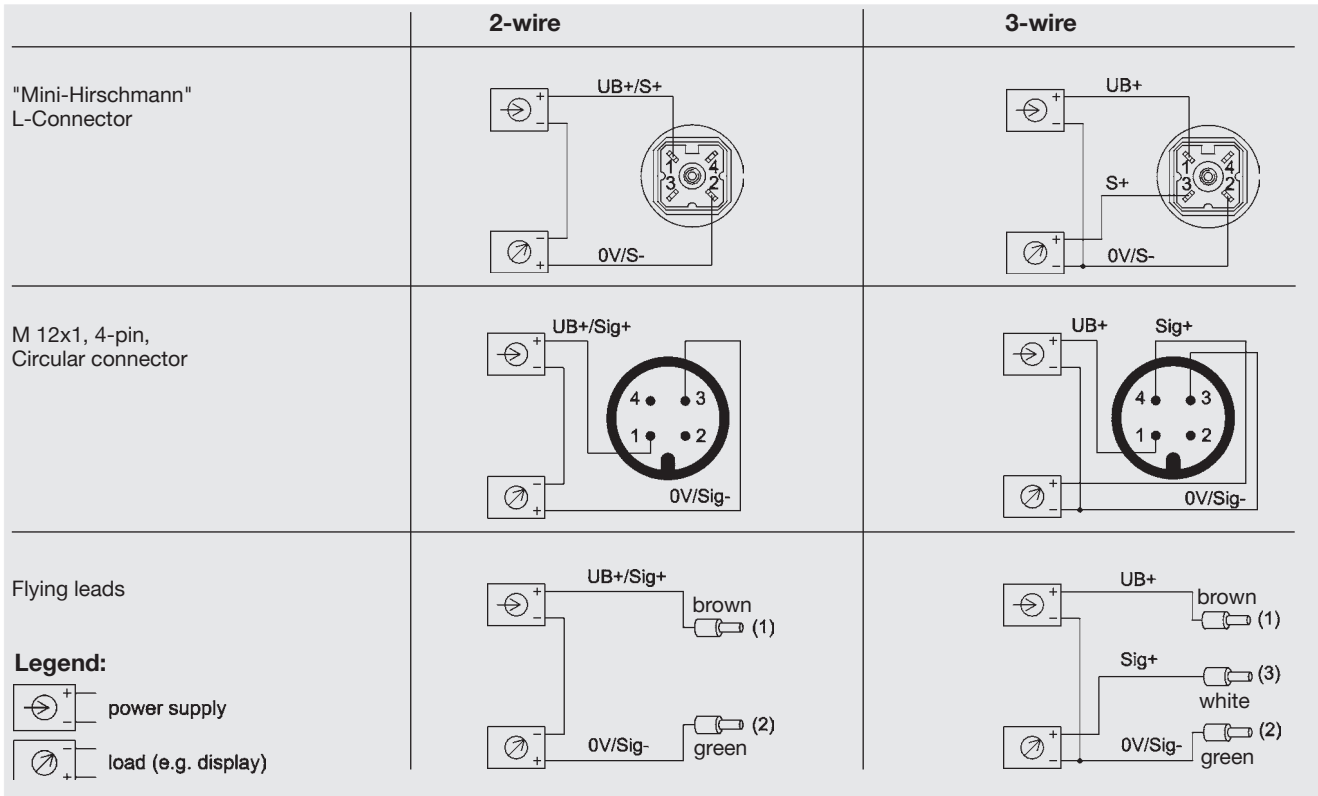 2-wire
3-wire
"Mini-Hirschmann"
L-Connector
UB+/S+
+
−
1
4
3
2
−
+
0V/S-
UB+
+
−
1
4
3
2
S+
+
−
0V/S-
M 12x1, 4-pin,
Circular connector
UB+/Sig+
+
−
4
3
1
2
−
+
0V/Sig-
UB+
Sig+
+
−
4
3
1
2
+
−
0V/Sig-
Flying leads
UB+/Sig+
+
−
brown
(1)
−
+
0V/Sig-
(2)
green
UB+
+
−
brown
(1)
Sig+
(3)
white
+
−
0V/Sig-
(2)
green
Legend:
+
−
power supply
−
+
load (e.g. display)